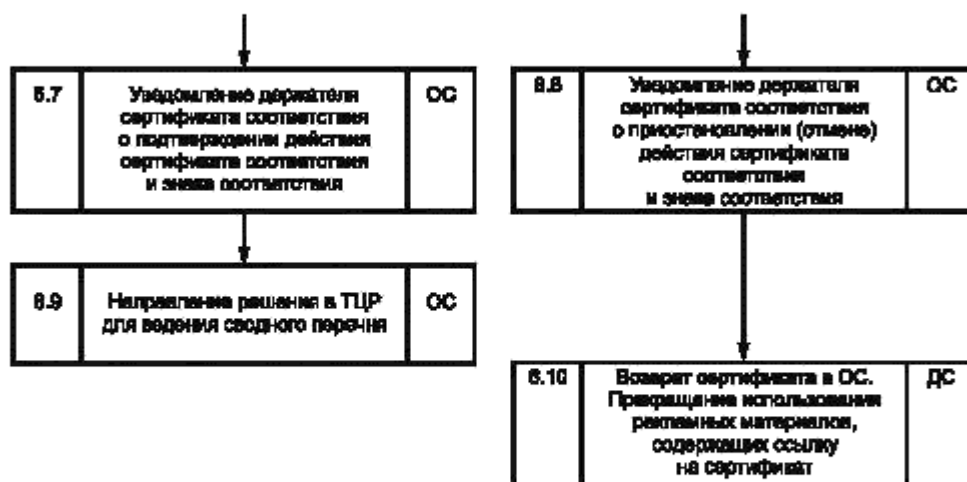 6.7
Уведомление держателя
сертификата соответствия
о подтверждении действия
сертификата соответствия
и знака соответствия
ОС
6.8
Уведомление держателя
сертификата соответствия
о приостановлении (отмене)
действия сертификата
соответствия
и знака соответствия
ОС
6.9
Направление решения в ТЦР
для ведения сводного перечня
ОС
6.10
Возврат сертификата в ОС.
Прекращение использования
рекламных материалов,
содержащих ссылку
на сертификат
ДС